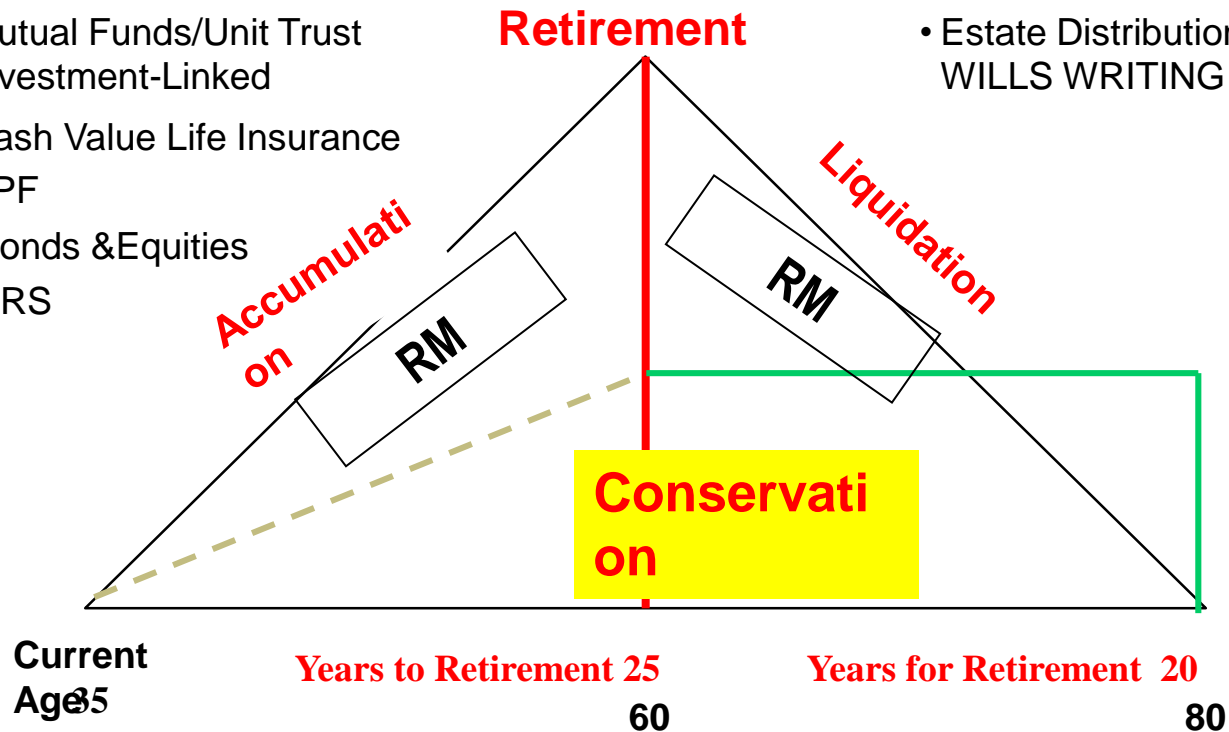 utual Funds/Unit Trust
vestment-Linked
ash Value Life Insurance
PF
onds &Equities
RS
Retirement
• Estate Distribution
WILLS WRITING
Accumulati
on
RM
Liquidation
RM
Conservati
on
Current
Age35
Years to Retirement 25
Years for Retirement 20
60
80